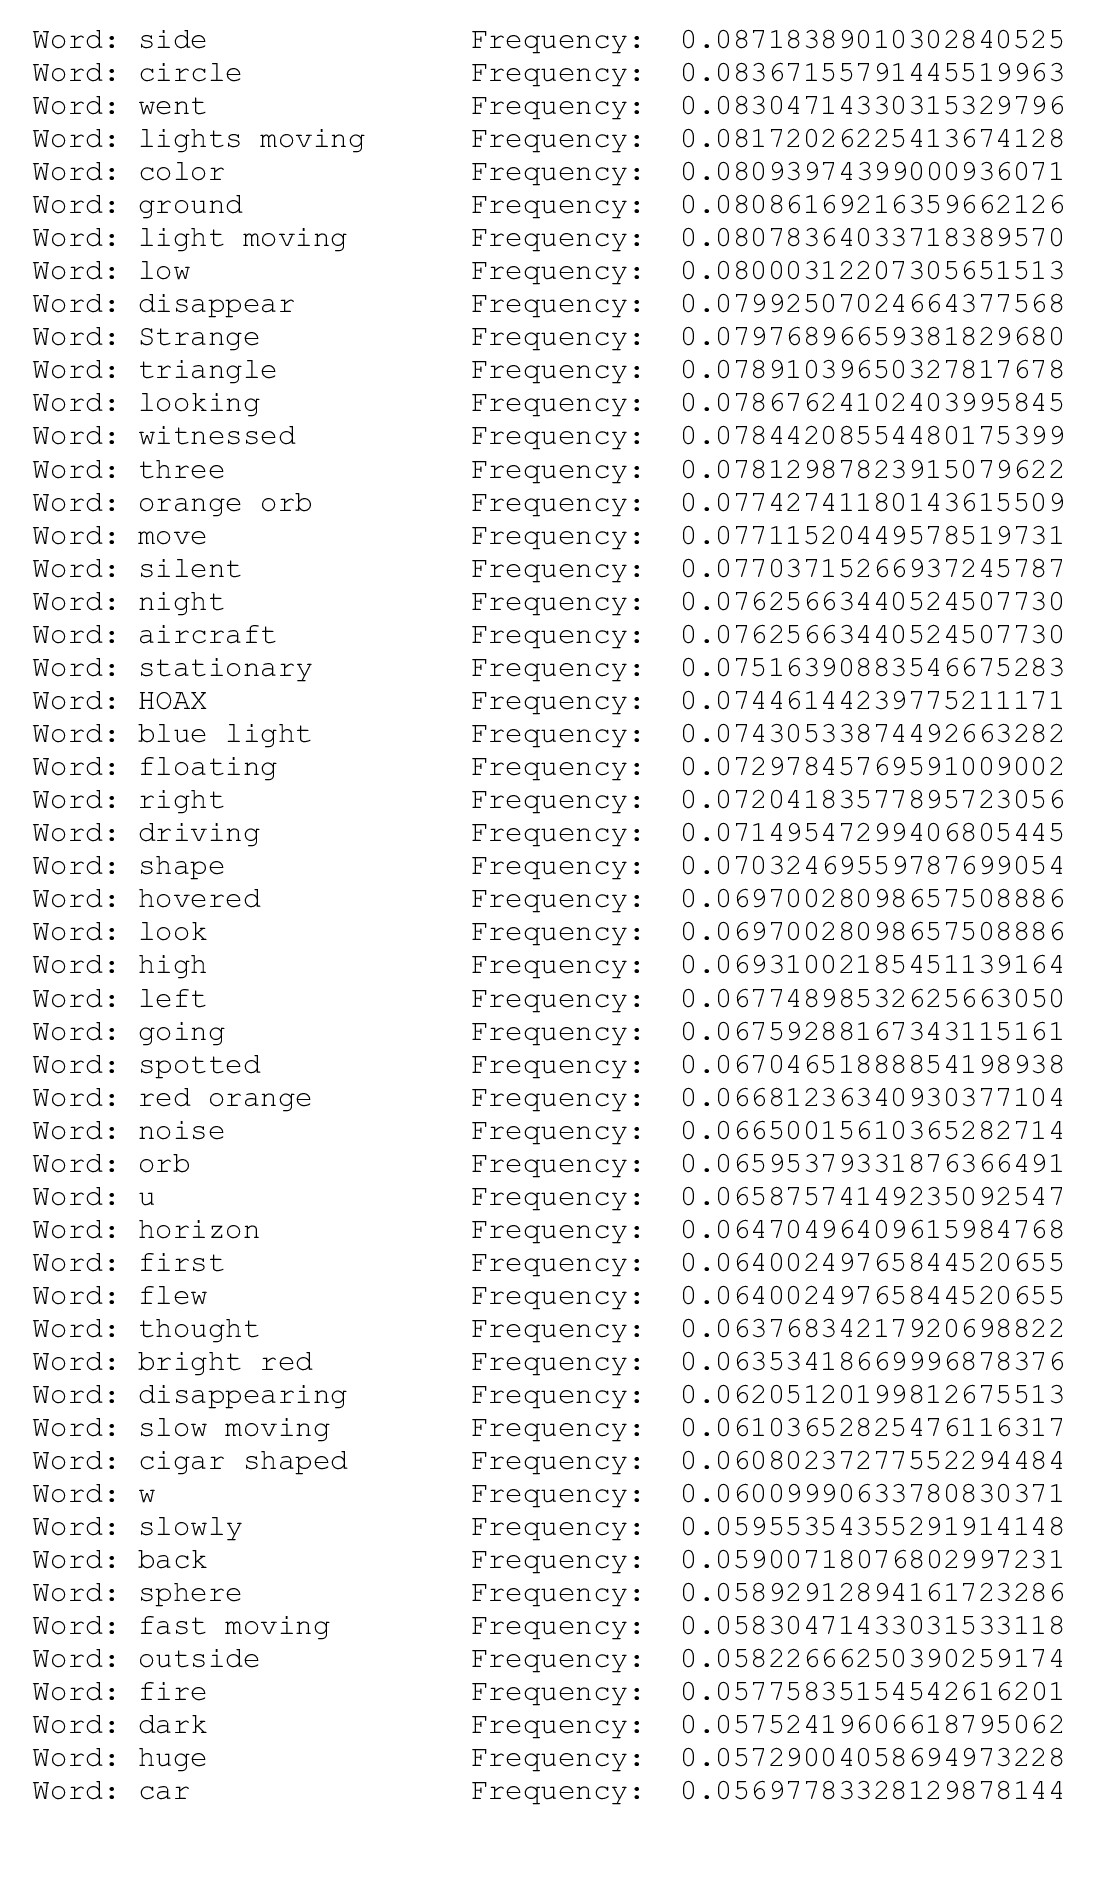 Word: side Frequency: 0.08718389010302840525
Word: circle Frequency: 0.08367155791445519963
Word: went Frequency: 0.08304714330315329796
Word: lights moving Frequency: 0.08172026225413674128
Word: color Frequency: 0.08093974399000936071
Word: ground Frequency: 0.08086169216359662126
Word: light moving Frequency: 0.08078364033718389570
Word: low Frequency: 0.08000312207305651513
Word: disappear Frequency: 0.07992507024664377568
Word: Strange Frequency: 0.07976896659381829680
Word: triangle Frequency: 0.07891039650327817678
Word: looking Frequency: 0.07867624102403995845
Word: witnessed Frequency: 0.07844208554480175399
Word: three Frequency: 0.07812987823915079622
Word: orange orb Frequency: 0.07742741180143615509
Word: move Frequency: 0.07711520449578519731
Word: silent Frequency: 0.07703715266937245787
Word: night Frequency: 0.07625663440524507730
Word: aircraft Frequency: 0.07625663440524507730
Word: stationary Frequency: 0.07516390883546675283
Word: HOAX Frequency: 0.07446144239775211171
Word: blue light Frequency: 0.07430533874492663282
Word: floating Frequency: 0.07297845769591009002
Word: right Frequency: 0.07204183577895723056
Word: driving Frequency: 0.07149547299406805445
Word: shape Frequency: 0.07032469559787699054
Word: hovered Frequency: 0.06970028098657508886
Word: look Frequency: 0.06970028098657508886
Word: high Frequency: 0.06931002185451139164
Word: left Frequency: 0.06774898532625663050
Word: going Frequency: 0.06759288167343115161
Word: spotted Frequency: 0.06704651888854198938
Word: red orange Frequency: 0.06681236340930377104
Word: noise Frequency: 0.06650015610365282714
Word: orb Frequency: 0.06595379331876366491
Word: u Frequency: 0.06587574149235092547
Word: horizon Frequency: 0.06470496409615984768
Word: first Frequency: 0.06400249765844520655
Word: flew Frequency: 0.06400249765844520655
Word: thought Frequency: 0.06376834217920698822
Word: bright red Frequency: 0.06353418669996878376
Word: disappearing Frequency: 0.06205120199812675513
Word: slow moving Frequency: 0.06103652825476116317
Word: cigar shaped Frequency: 0.06080237277552294484
Word: w Frequency: 0.06009990633780830371
Word: slowly Frequency: 0.05955354355291914148
Word: back Frequency: 0.05900718076802997231
Word: sphere Frequency: 0.05892912894161723286
Word: fast moving Frequency: 0.05830471433031533118
Word: outside Frequency: 0.05822666250390259174
Word: fire Frequency: 0.05775835154542616201
Word: dark Frequency: 0.05752419606618795062
Word: huge Frequency: 0.05729004058694973228
Word: car Frequency: 0.05697783328129878144